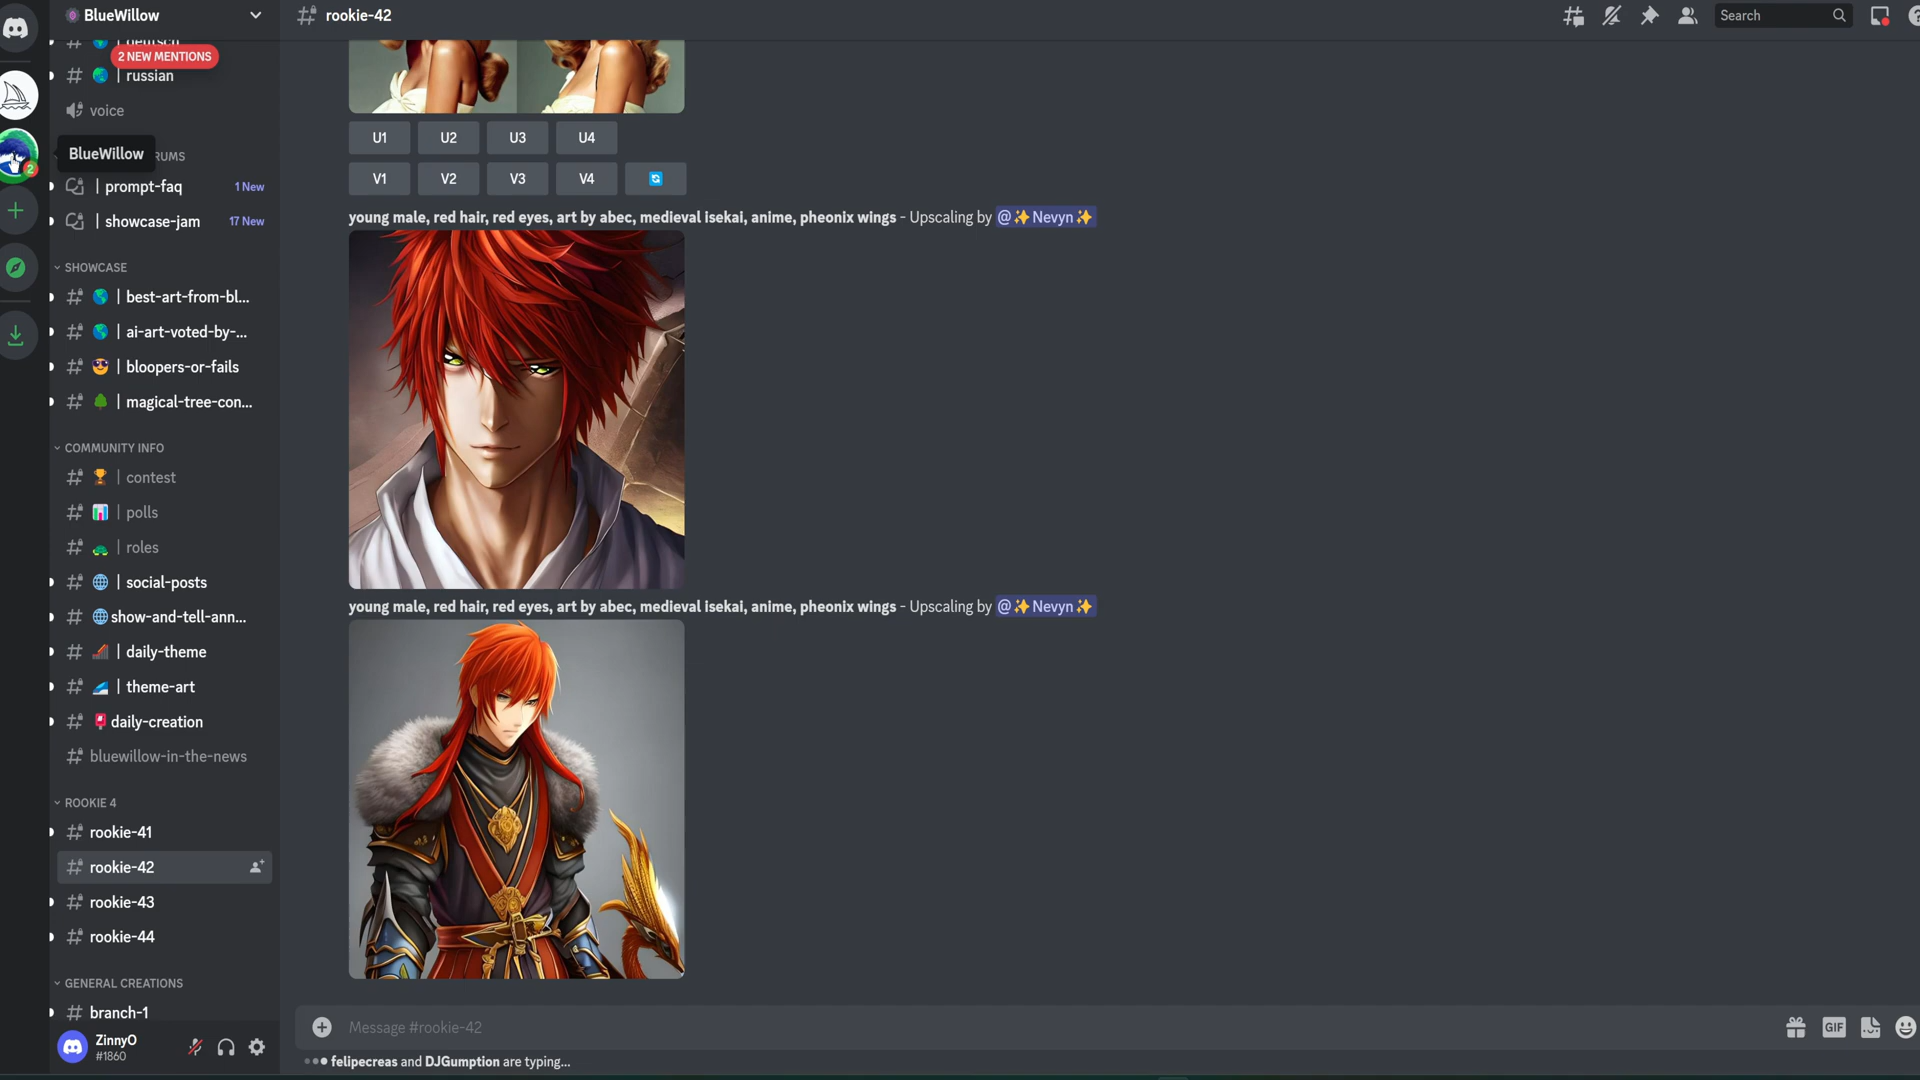 BlueWillow
deutsch
2 NEW MENTIONS
| russian
voice
BlueWillow
RUMS
| prompt-faq 1 New
| showcase-jam 17 New
SHOWCASE
| best-art-from-bl...
| ai-art-voted-by-...
| bloopers-or-fails
| magical-tree-con...
COMMUNITY INFO
| contest
| polls
| roles
| social-posts
show-and-tell-ann...
| daily-theme
| theme-art
daily-creation
bluewillow-in-the-news
ROOKIE 4
rookie-41
rookie-42
rookie-43
rookie-44
GENERAL CREATIONS
branch-1
ZinnyO
#1860
2
rookie-42
Search
U1 U2 U3 U4
V1 V2 V3 V4
young male, red hair, red eyes, art by abec, medieval isekai, anime, pheonix wings - Upscaling by @✨Nevyn✨
young male, red hair, red eyes, art by abec, medieval isekai, anime, pheonix wings - Upscaling by @✨Nevyn✨
Message #rookie-42
GIF
felipecreas and DJGumption are typing...